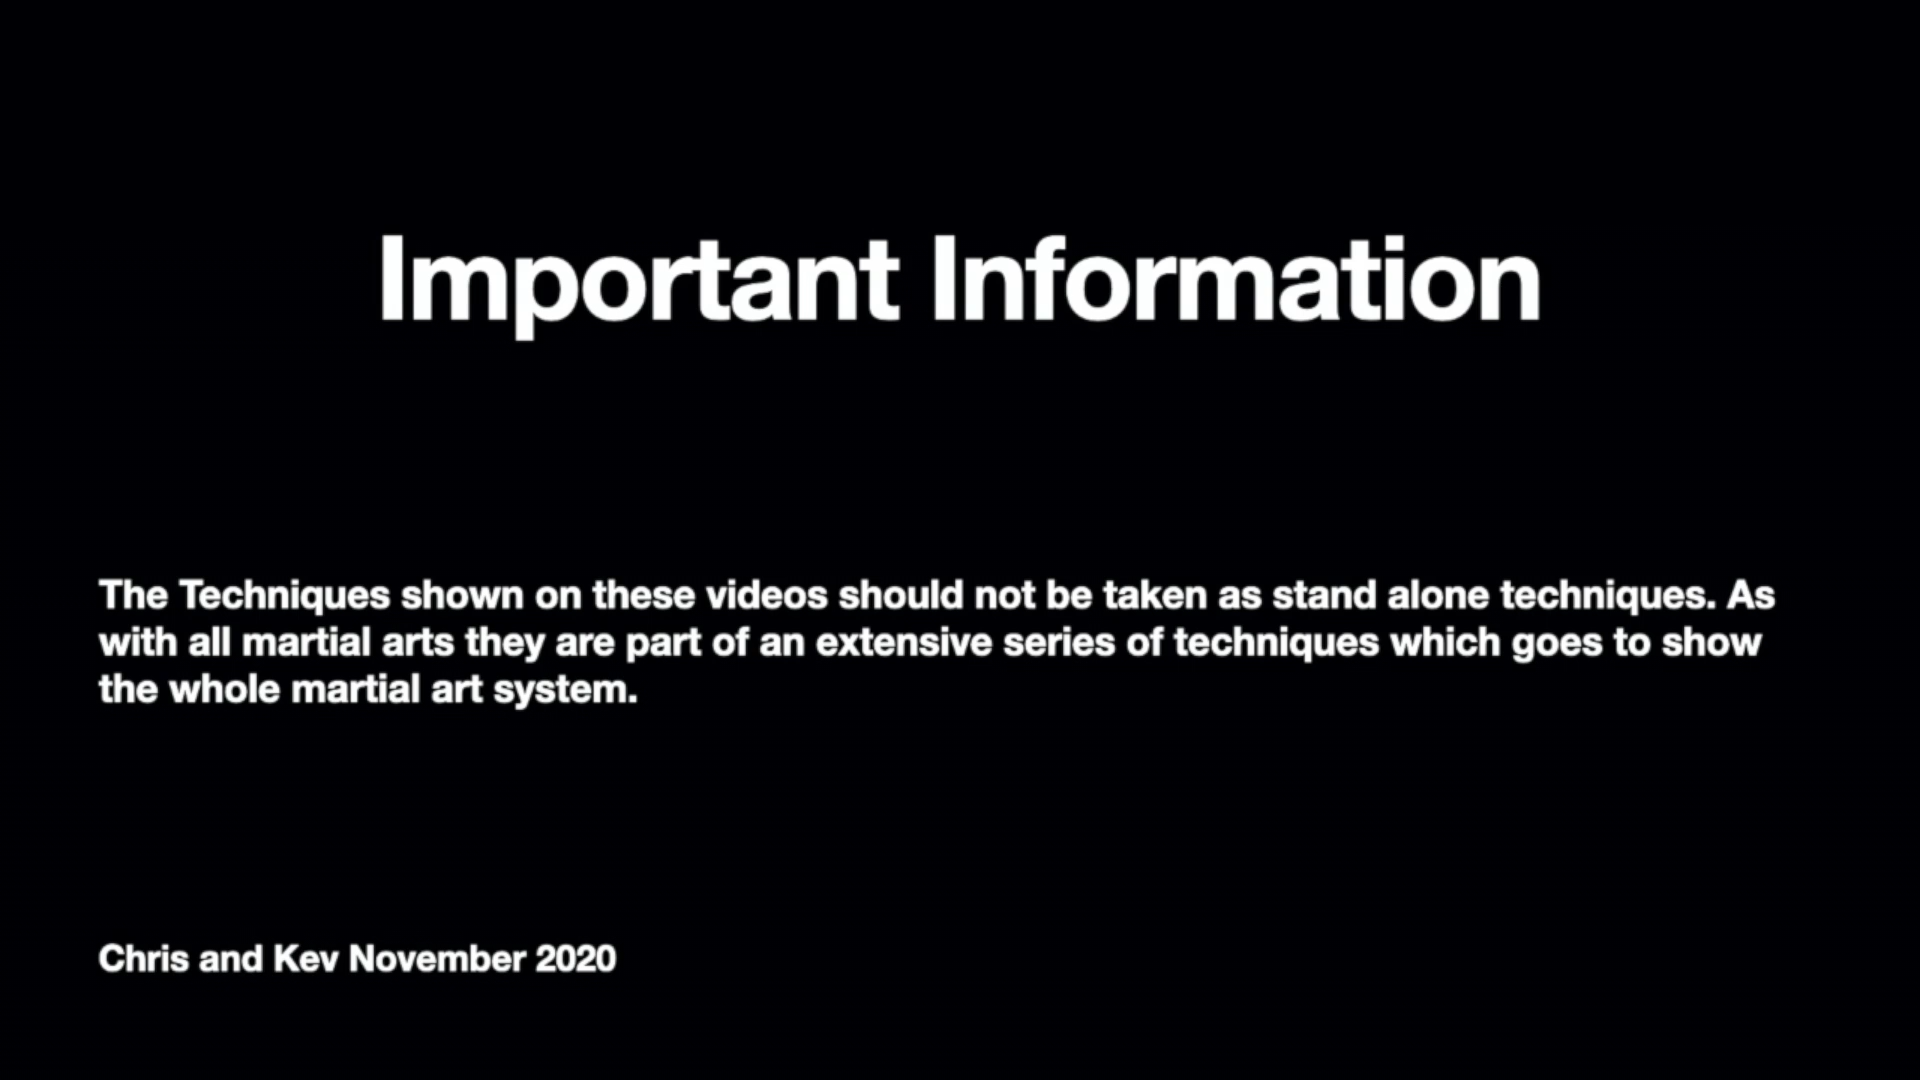 Important Information
The Techniques shown on these videos should not be taken as stand alone techniques. As
with all martial arts they are part of an extensive series of techniques which goes to show
the whole martial art system.
Chris and Kev November 2020